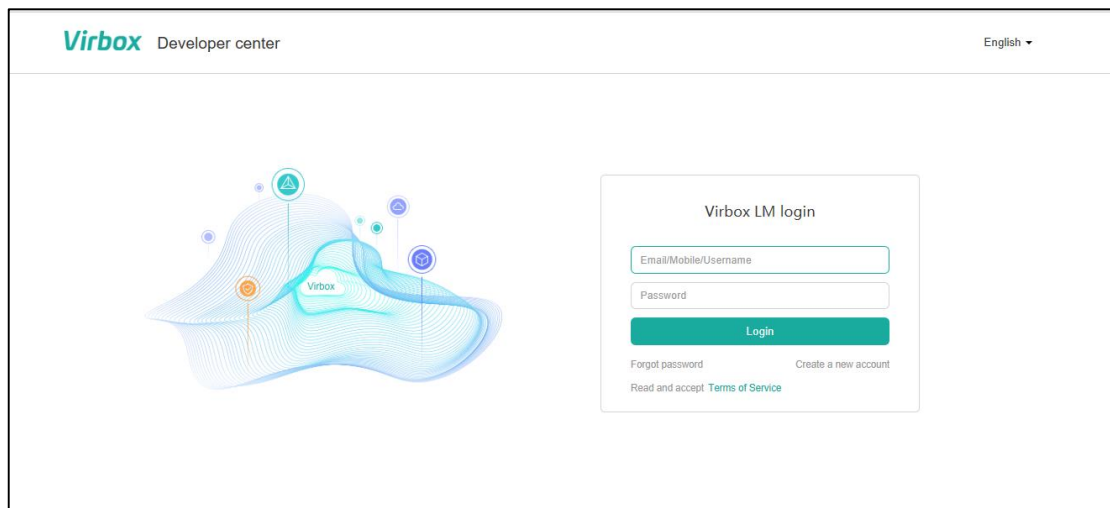 Virbox Developer center
English
Virbox
Virbox LM login
Email/Mobile/Username
Password
Login
Forgot password Create a new account
Read and accept Terms of Service